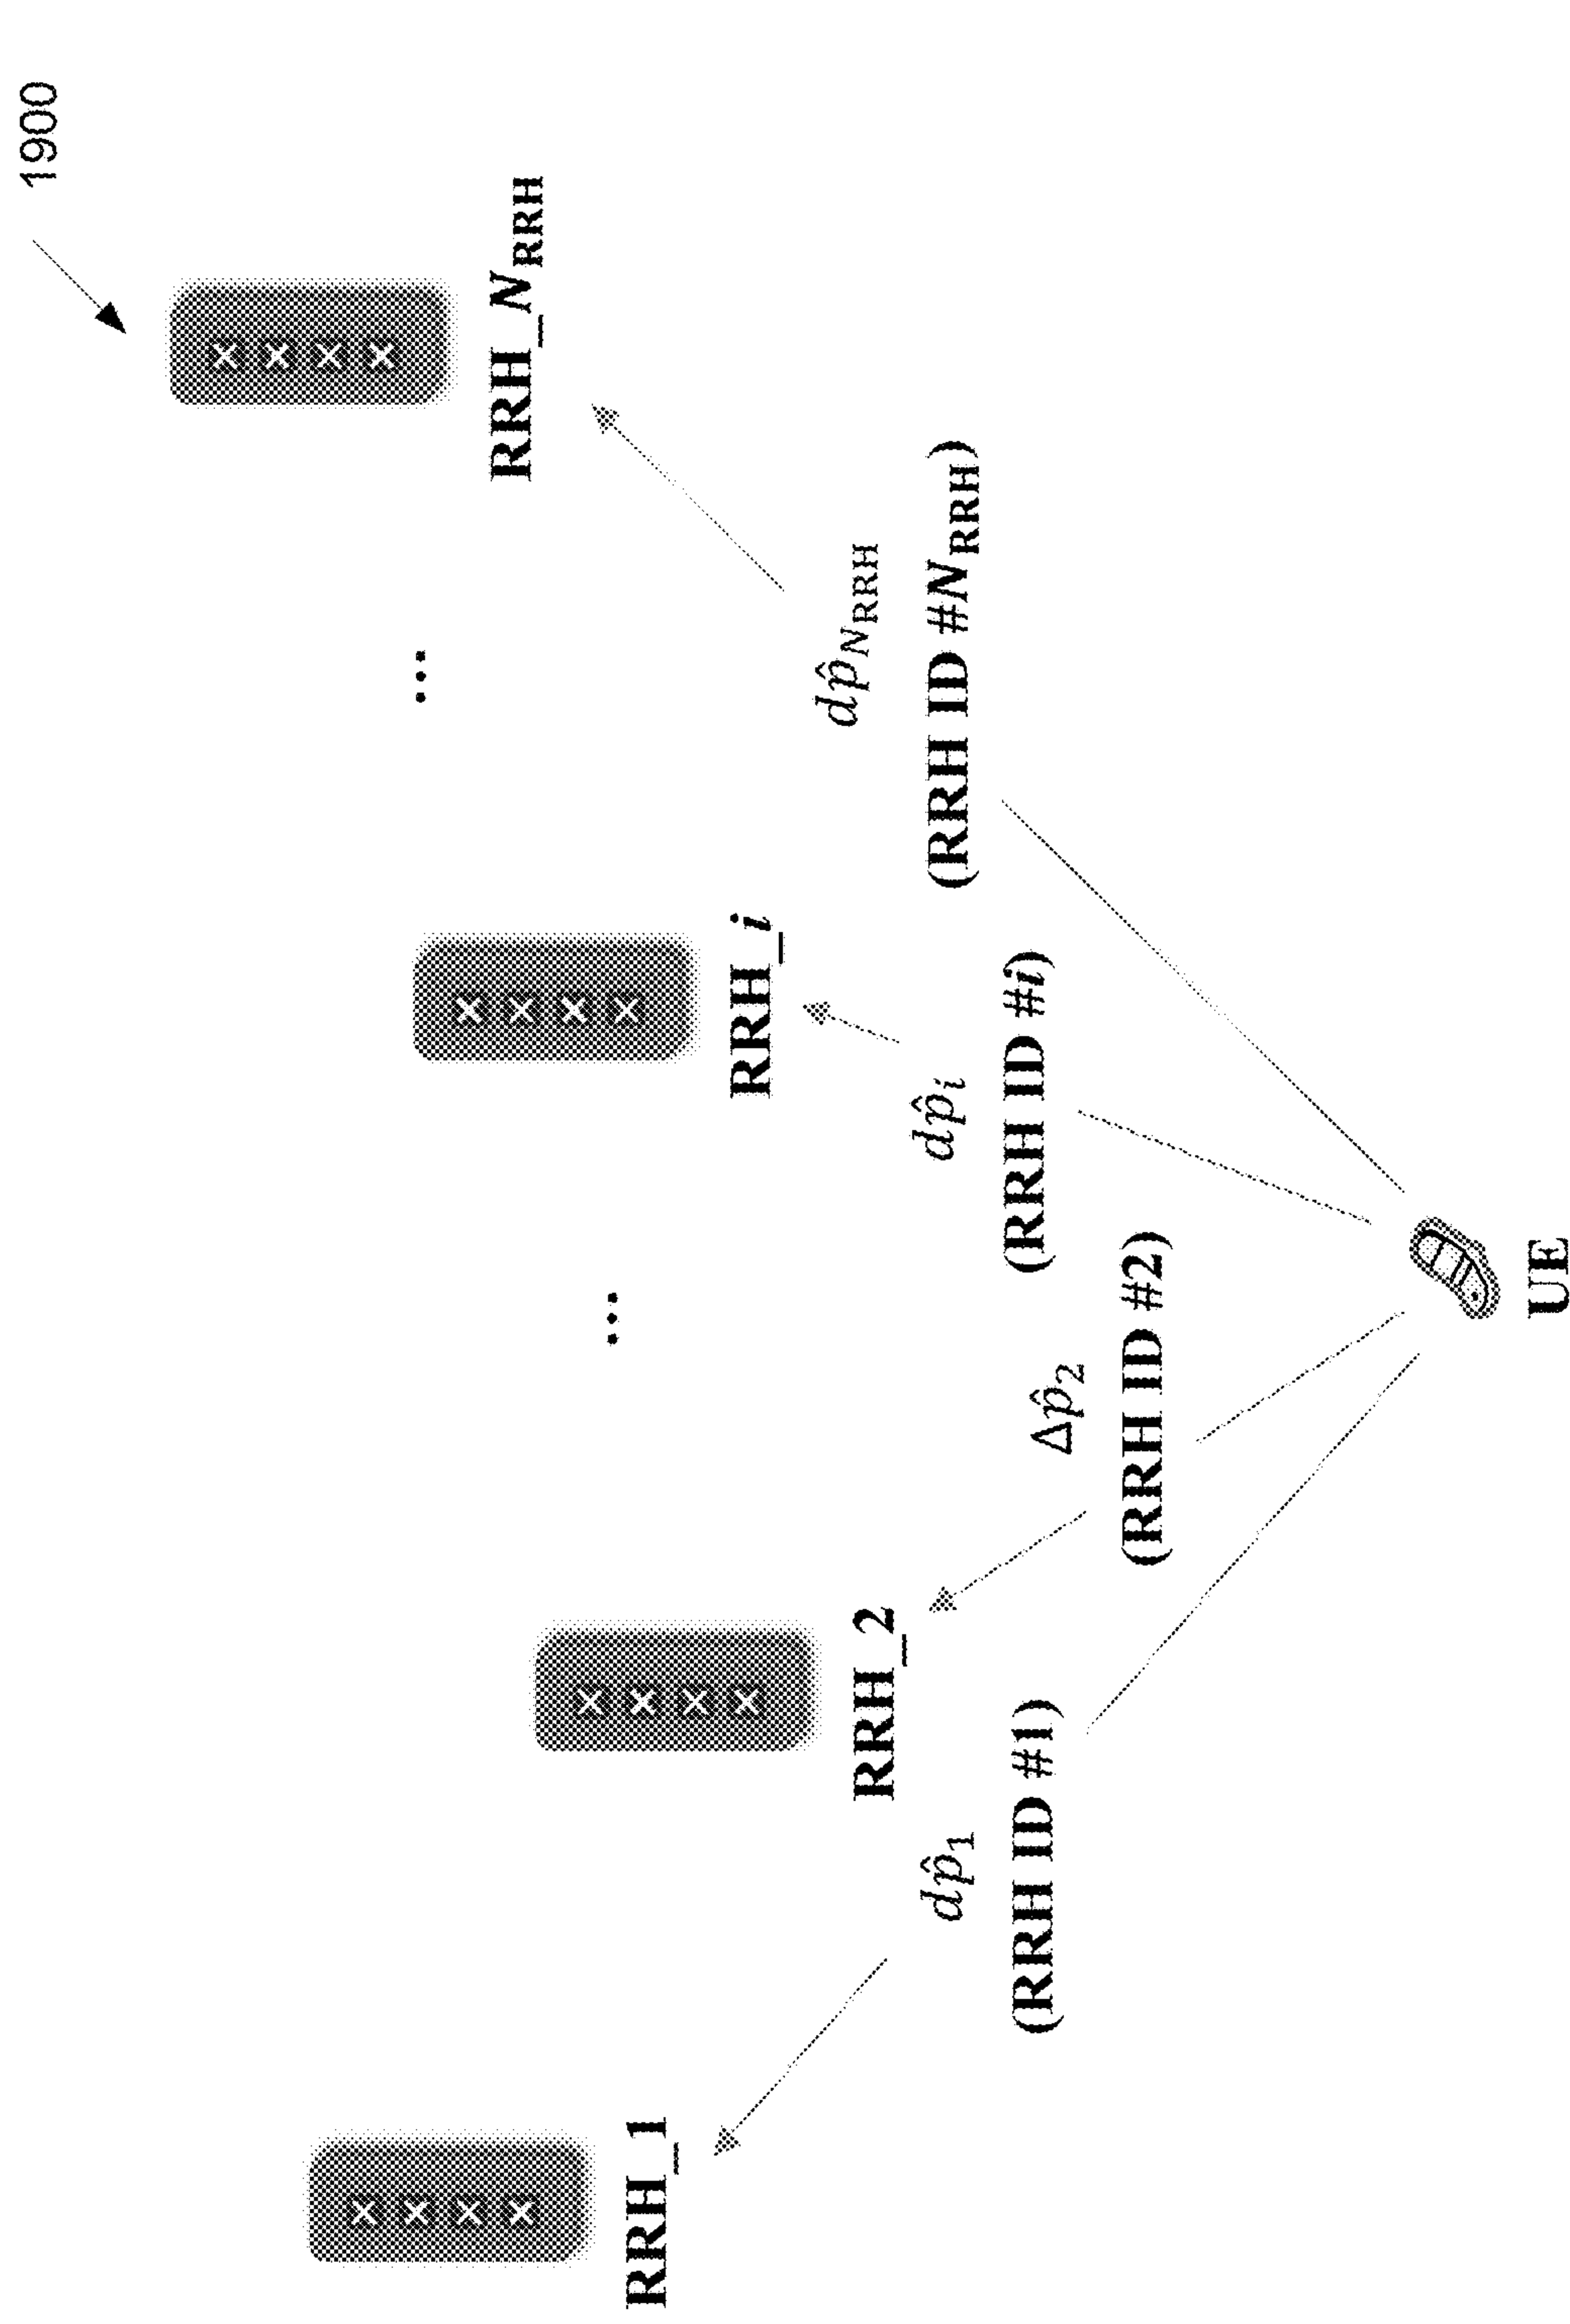 1900
RRH_1
RRH_2
...
RRH_i
...
RRH_N_RRH
dp̂_1
(RRH ID #1)
Δp̂_2
(RRH ID #2)
dp̂_i
(RRH ID #i)
dp̂_N_RRH
(RRH ID #N_RRH)
UE